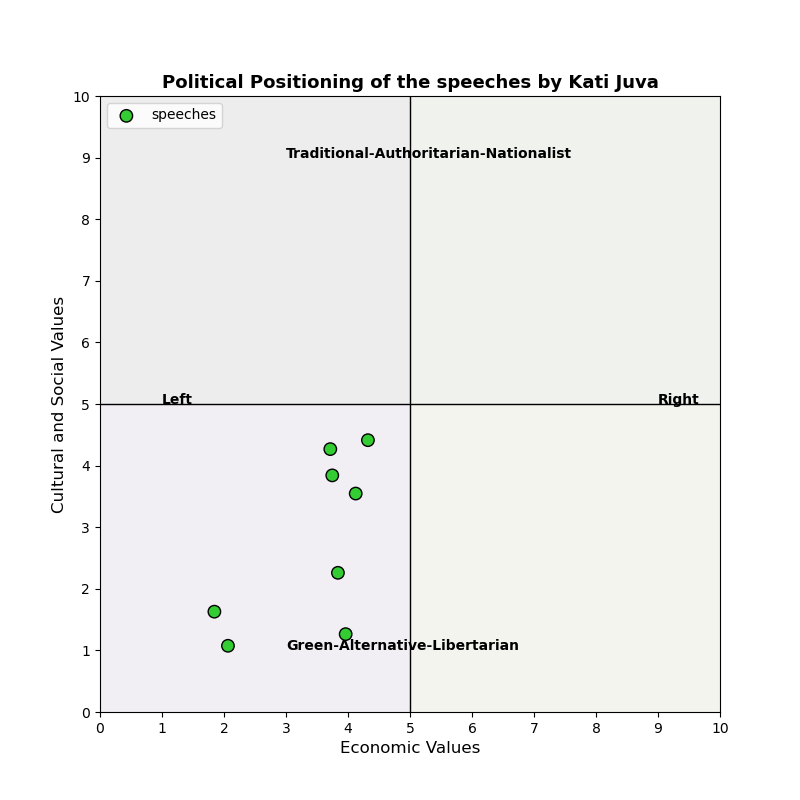 Political Positioning of the speeches by Kati Juva
speeches
Traditional-Authoritarian-Nationalist
Left
Right
Green-Alternative-Libertarian
Cultural and Social Values
10
9
8
7
6
5
4
3
2
1
0
0 1 2 3 4 5 6 7 8 9 10
Economic Values